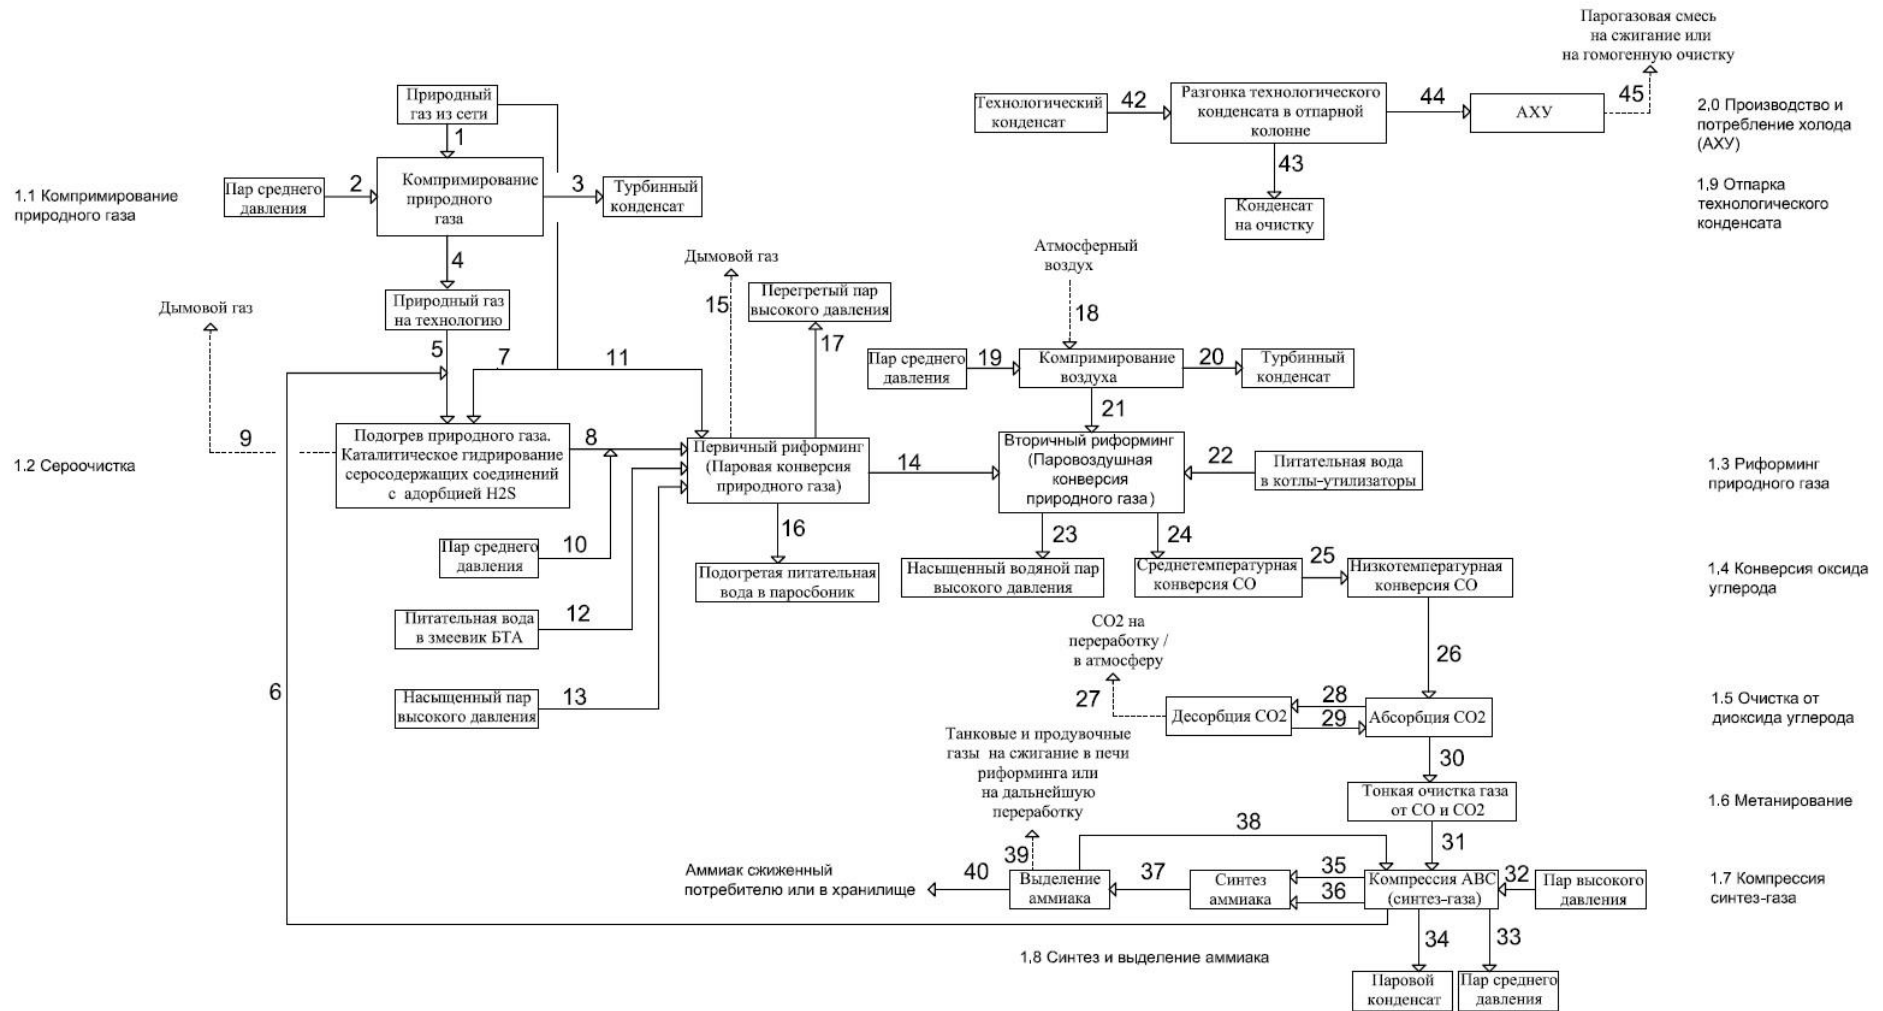 Парогазовая смесь
на сжигание или
на гомогенную очистку
Природный
газ из сети
1
Технологический
конденсат
42
Разгонка технологического
конденсата в отпарной
колонне
44
АХУ
45
2,0 Производство и
потребление холода
(АХУ)
43
Конденсат
на очистку
1,9 Отпарка
технологического
конденсата
1.1 Компримирование
природного газа
Пар среднего
давления
2
Компримирование
природного
газа
3
Турбинный
конденсат
4
Природный газ
на технологию
Дымовой газ
9
5
7
11
6
Дымовой газ
15
Перегретый пар
высокого давления
17
Атмосферный
воздух
18
Пар среднего
давления
19
Компримирование
воздуха
20
Турбинный
конденсат
21
1.2 Сероочистка
Подогрев природного газа.
Каталитическое гидрирование
серосодержащих соединений
с адорбцией H2S
8
Первичный риформинг
(Паровая конверсия
природного газа)
14
Вторичный риформинг
(Паровоздушная
конверсия
природного газа)
22
Питательная вода
в котлы-утилизаторы
1.3 Риформинг
природного газа
Пар среднего
давления
10
16
Подогретая питательная
вода в паросбоник
23
Насыщенный водяной пар
высокого давления
24
Среднетемпературная
конверсия СО
25
Низкотемпературная
конверсия СО
1,4 Конверсия оксида
углерода
Питательная вода
в змеевик БТА
12
Насыщенный пар
высокого давления
13
26
СО2 на
переработку /
в атмосферу
27
Десорбция СО2
28
29
Абсорбция СО2
1.5 Очистка от
диоксида углерода
30
Тонкая очистка газа
от СО и СО2
1.6 Метанирование
31
Танковые и продувочные
газы на сжигание в печи
риформинга или
на дальнейшую
переработку
39
38
Аммиак сжиженный
потребителю или в хранилище
40
Выделение
аммиака
37
Синтез
аммиака
35
36
Компрессия АВС
(синтез-газа)
32
Пар высокого
давления
1.7 Компрессия
синтез-газа
34
33
1,8 Синтез и выделение аммиака
Паровой
конденсат
Пар среднего
давления